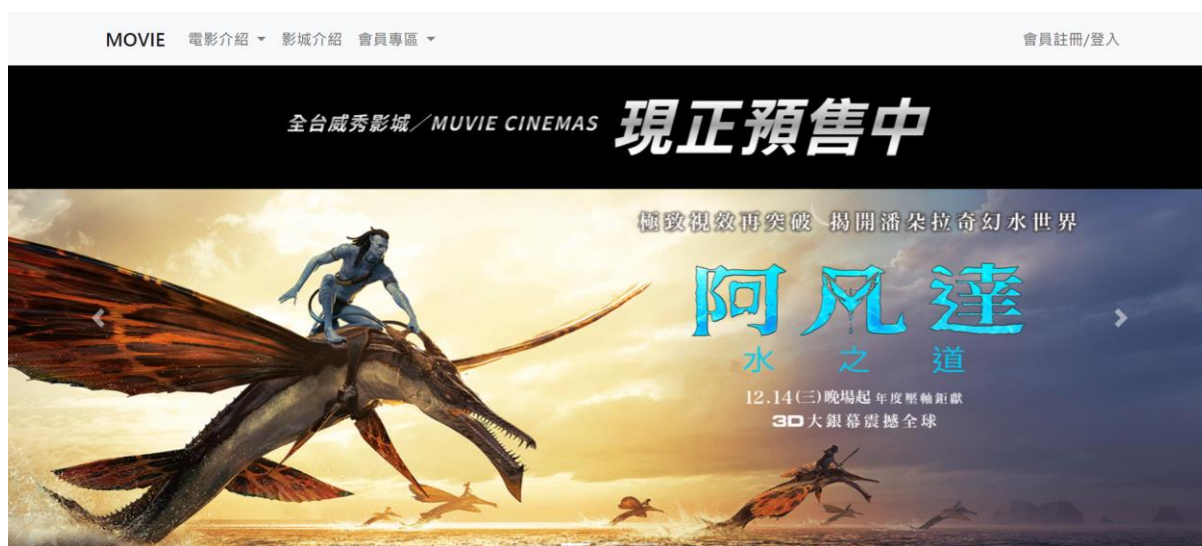 MOVIE 電影介紹 影城介紹 會員專區 會員註冊/登入
全台威秀影城/MUVIE CINEMAS 現正預售中
極致視效再突破 揭開潘朵拉奇幻水世界
阿凡達
水之道
12.14(三)晚場起 年度壓軸鉅獻
3D大銀幕震撼全球